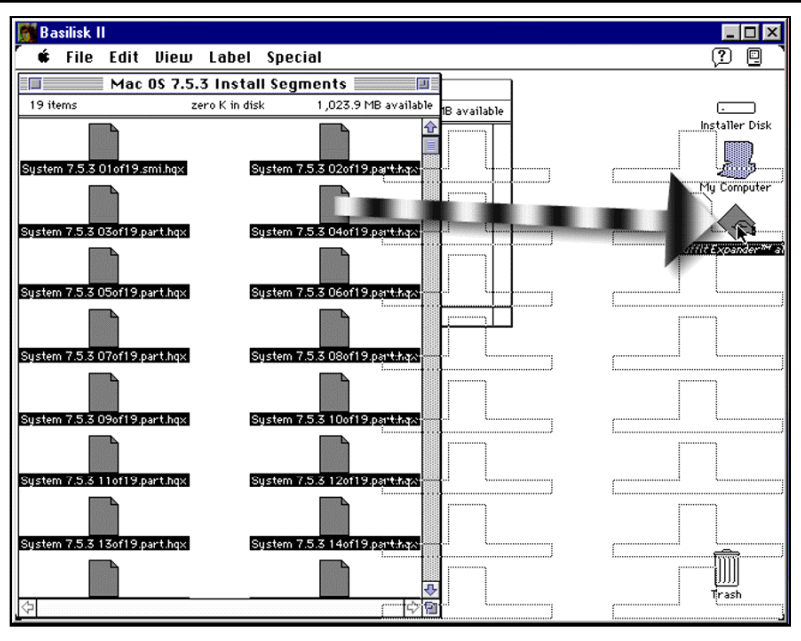 Basilisk II
File Edit View Label Special
Mac OS 7.5.3 Install Segments
19 items zero K in disk 1,023.9 MB available
MB available
Installer Disk
System 7.5.3 01of19.smi.hqx System 7.5.3 02of19.part.hqx
My Computer
System 7.5.3 03of19.part.hqx System 7.5.3 04of19.part.hqx
uffIt Expander™ al
System 7.5.3 05of19.part.hqx System 7.5.3 06of19.part.hqx
System 7.5.3 07of19.part.hqx System 7.5.3 08of19.part.hqx
System 7.5.3 09of19.part.hqx System 7.5.3 10of19.part.hqx
System 7.5.3 11of19.part.hqx System 7.5.3 12of19.part.hqx
System 7.5.3 13of19.part.hqx System 7.5.3 14of19.part.hqx
Trash